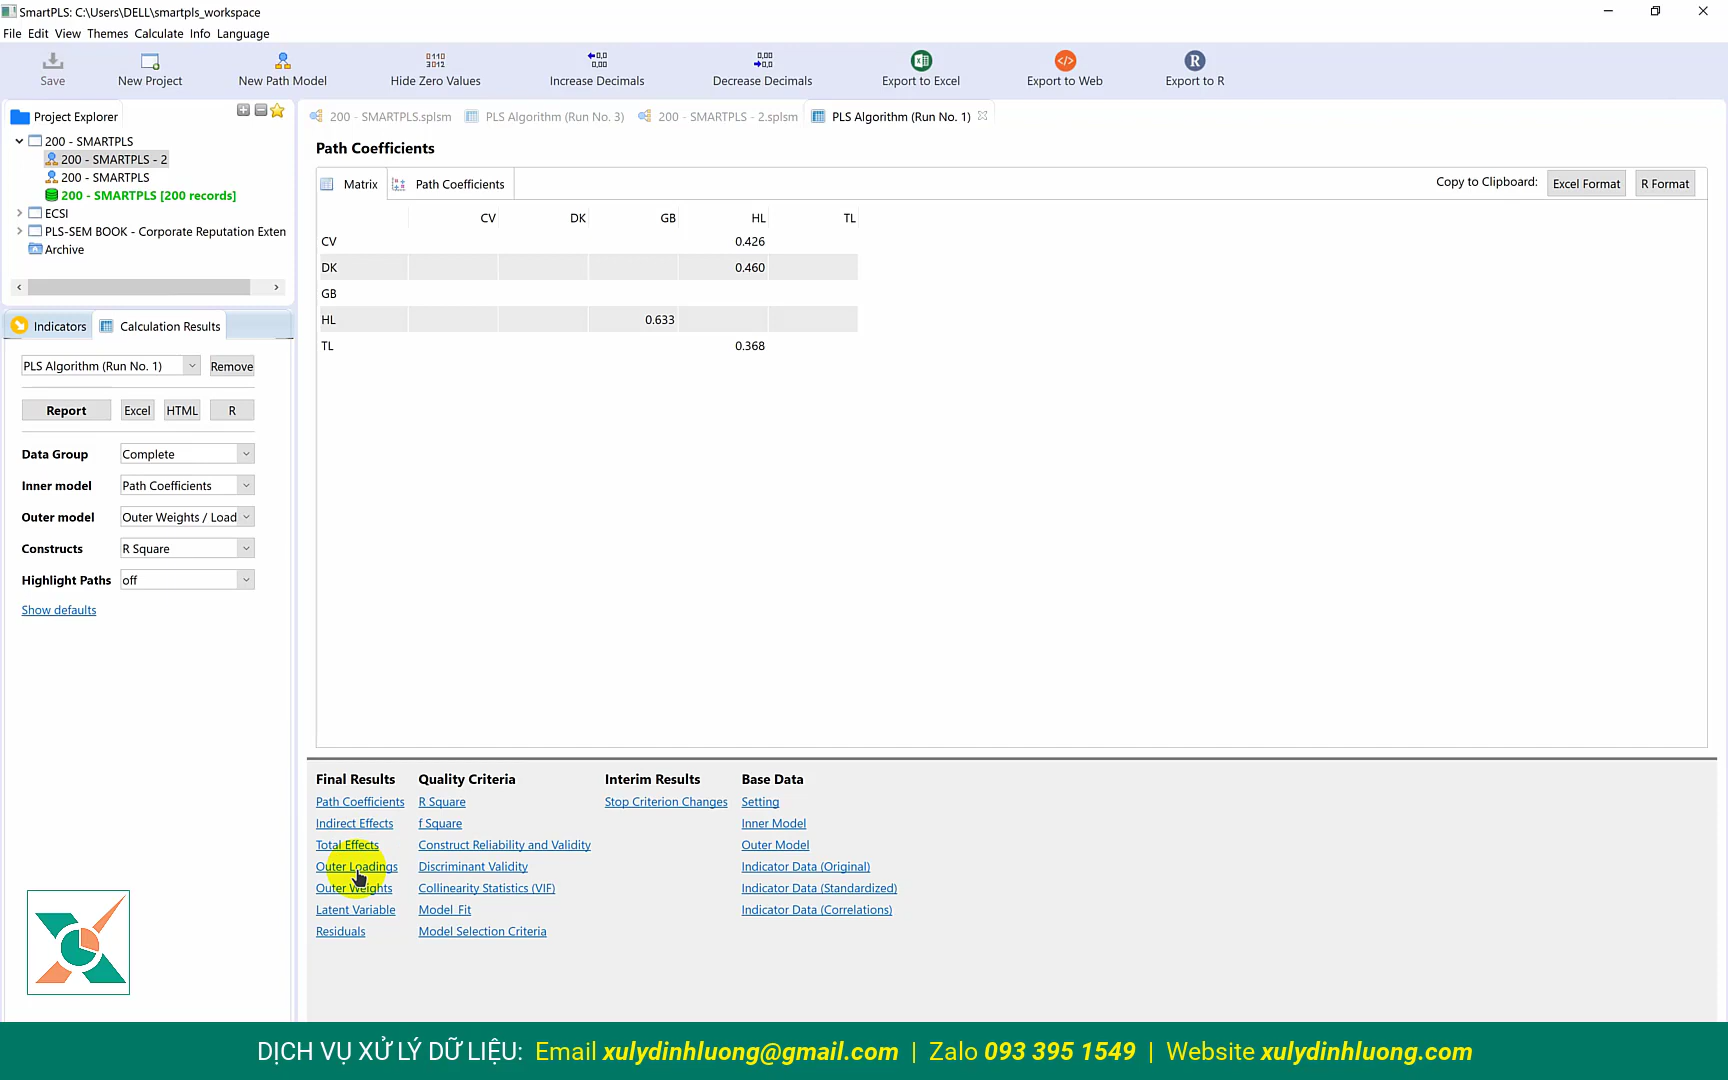 SmartPLS: C:\Users\DELL\smartpls_workspace
File Edit View Themes Calculate Info Language
Save New Project New Path Model Hide Zero Values Increase Decimals Decrease Decimals Export to Excel Export to Web Export to R
Project Explorer
200 - SMARTPLS
200 - SMARTPLS - 2
200 - SMARTPLS
200 - SMARTPLS [200 records]
ECSI
PLS-SEM BOOK - Corporate Reputation Exten
Archive
Indicators Calculation Results
PLS Algorithm (Run No. 1) Remove
Report Excel HTML R
Data Group Complete
Inner model Path Coefficients
Outer model Outer Weights / Load
Constructs R Square
Highlight Paths off
Show defaults
200 - SMARTPLS.splsm PLS Algorithm (Run No. 3) 200 - SMARTPLS - 2.splsm PLS Algorithm (Run No. 1)
Path Coefficients
Matrix Path Coefficients Copy to Clipboard: Excel Format R Format
CV DK GB HL TL
CV 0.426
DK 0.460
GB
HL 0.633
TL 0.368
Final Results Quality Criteria Interim Results Base Data
Path Coefficients R Square Stop Criterion Changes Setting
Indirect Effects f Square Inner Model
Total Effects Construct Reliability and Validity Outer Model
Outer Loadings Discriminant Validity Indicator Data (Original)
Outer Weights Collinearity Statistics (VIF) Indicator Data (Standardized)
Latent Variable Model_Fit Indicator Data (Correlations)
Residuals Model Selection Criteria
DỊCH VỤ XỬ LÝ DỮ LIỆU: Email xulydinhluong@gmail.com | Zalo 093 395 1549 | Website xulydinhluong.com